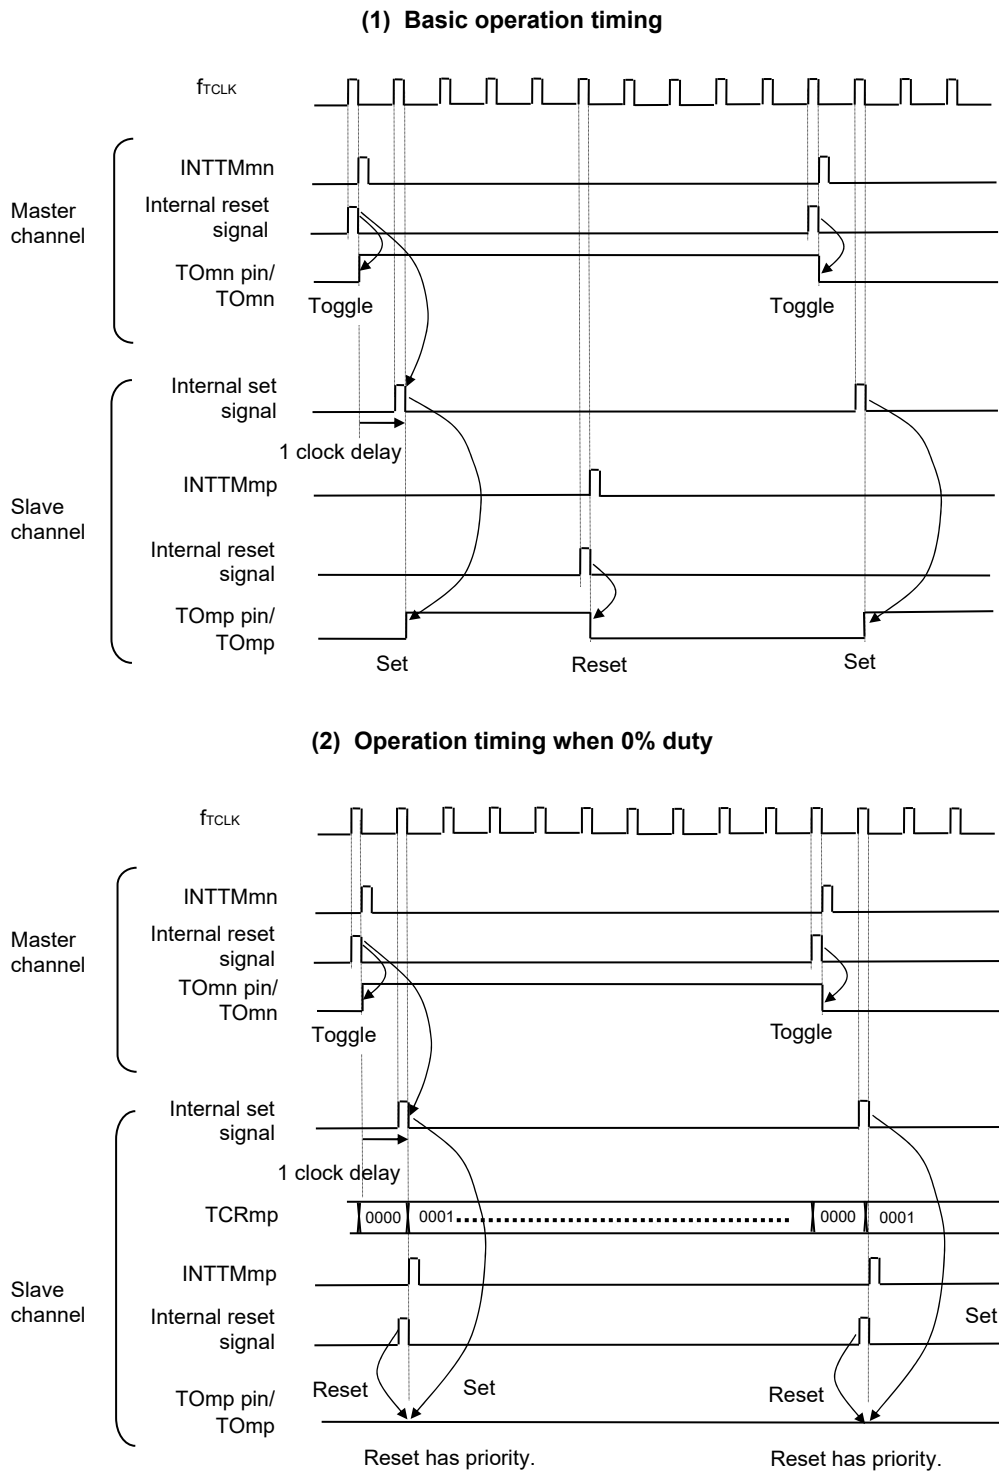 (1) Basic operation timing
fTCLK
INTTMmn
Master
channel
Internal reset
signal
TOmn pin/
TOmn
Toggle
Toggle
Internal set
signal
1 clock delay
INTTMmp
Slave
channel
Internal reset
signal
TOmp pin/
TOmp
Set
Reset
Set
(2) Operation timing when 0% duty
fTCLK
INTTMmn
Master
channel
Internal reset
signal
TOmn pin/
TOmn
Toggle
Toggle
Internal set
signal
1 clock delay
TCRmp
0000
0001
0000
0001
INTTMmp
Slave
channel
Internal reset
signal
Set
Reset
Set
Reset
TOmp pin/
TOmp
Reset has priority.
Reset has priority.